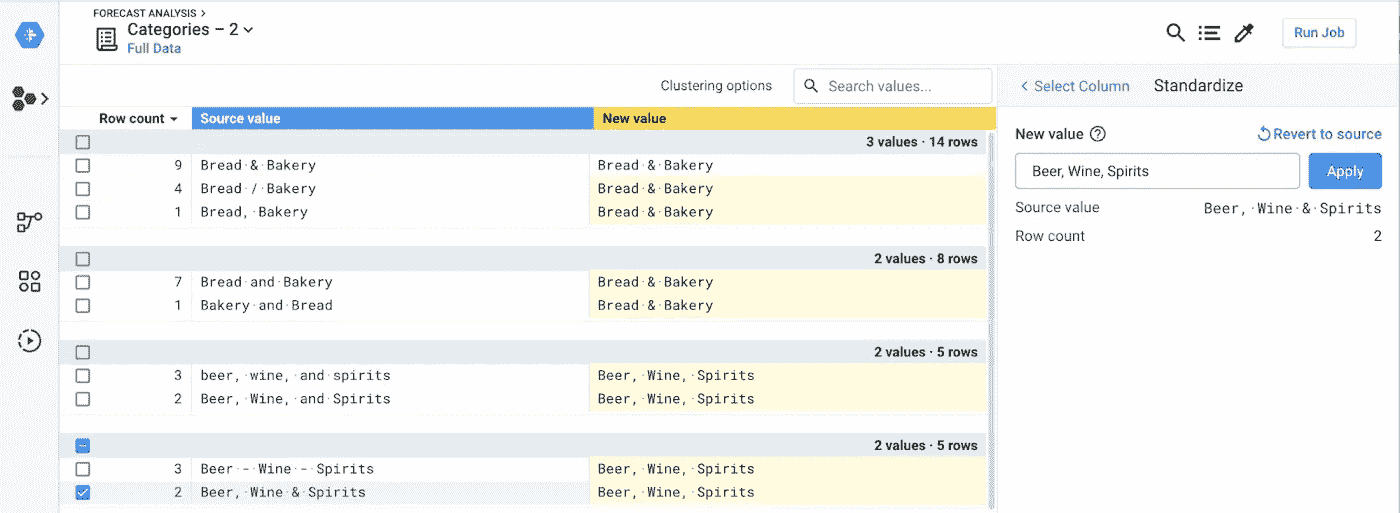 FORECAST ANALYSIS >
Categories – 2
Full Data
Run Job
Clustering options
Search values...
< Select Column
Standardize
Row count
Source value
New value
3 values · 14 rows
9 Bread · & · Bakery Bread · & · Bakery
4 Bread · / · Bakery Bread · & · Bakery
1 Bread, · Bakery Bread · & · Bakery
2 values · 8 rows
7 Bread · and · Bakery Bread · & · Bakery
1 Bakery · and · Bread Bread · & · Bakery
2 values · 5 rows
3 beer, · wine, · and · spirits Beer, · Wine, · Spirits
2 Beer, · Wine, · and · Spirits Beer, · Wine, · Spirits
2 values · 5 rows
3 Beer · - · Wine · - · Spirits Beer, · Wine, · Spirits
2 Beer, · Wine · & · Spirits Beer, · Wine, · Spirits
New value ?
Revert to source
Beer, Wine, Spirits
Apply
Source value Beer, · Wine · & · Spirits
Row count 2